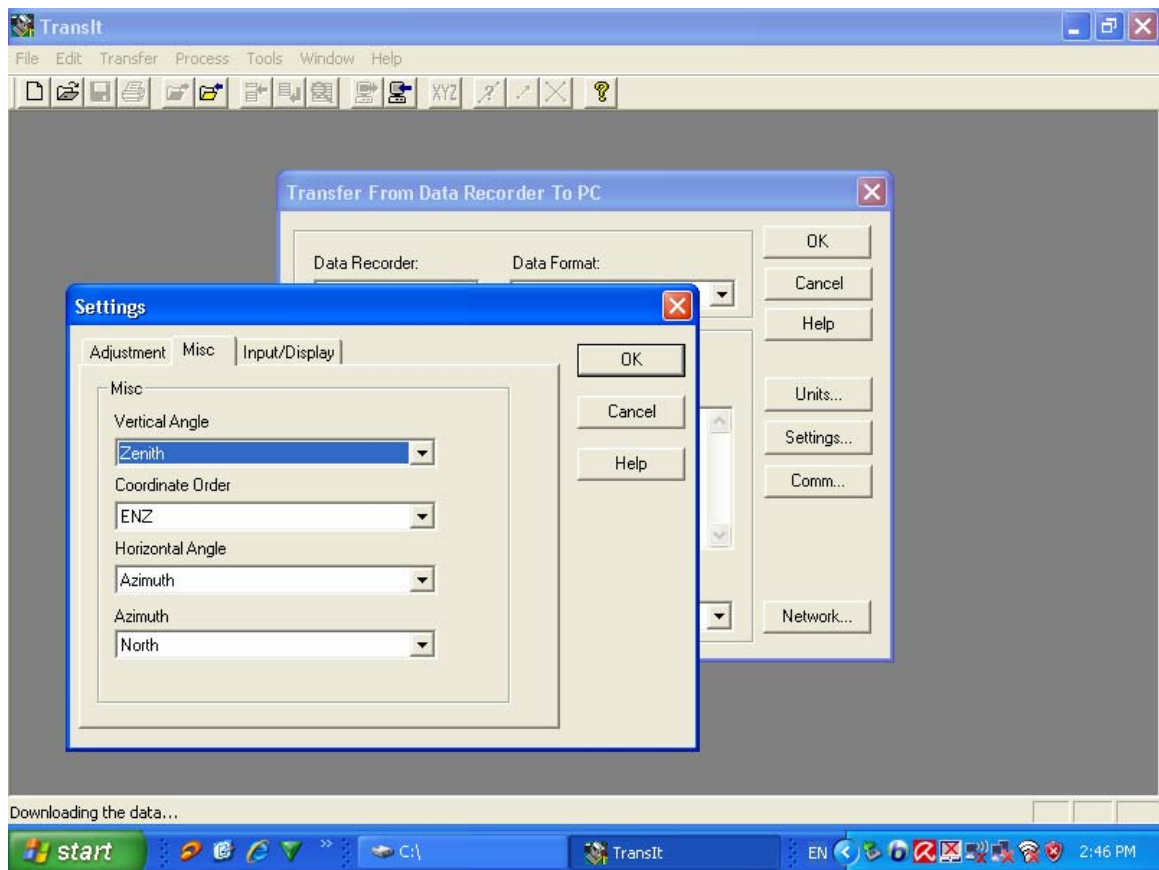 TransIt
File Edit Transfer Process Tools Window Help
XYZ
Transfer From Data Recorder To PC
Data Recorder:
Data Format:
OK
Cancel
Help
Units...
Settings...
Comm...
Network...
Settings
Adjustment Misc Input/Display
Misc
Vertical Angle
Zenith
Coordinate Order
ENZ
Horizontal Angle
Azimuth
Azimuth
North
OK
Cancel
Help
Downloading the data...
start C:\ TransIt EN 2:46 PM